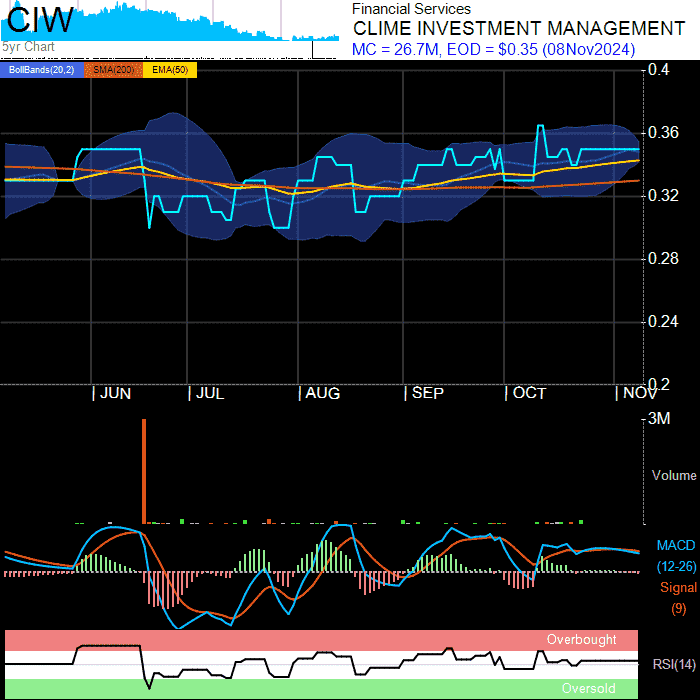 CIW
5yr Chart
Financial Services
CLIME INVESTMENT MANAGEMENT
MC = 26.7M, EOD = $0.35 (08Nov2024)
BollBands(20,2) SMA(200) EMA(50)
0.4
0.36
0.32
0.28
0.24
0.2
JUN JUL AUG SEP OCT NOV
3M
Volume
MACD
(12-26)
Signal
(9)
Overbought
RSI(14)
Oversold